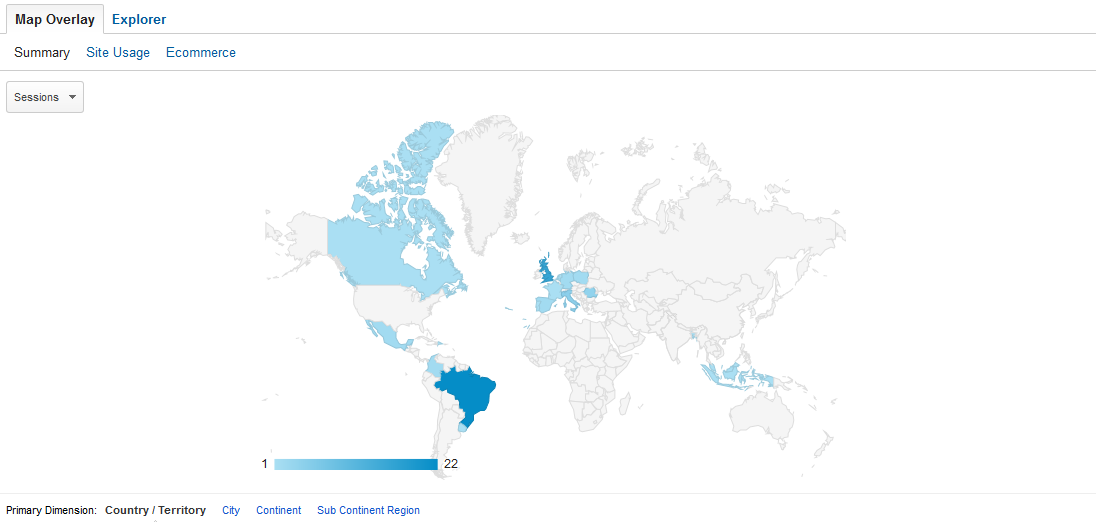 Map Overlay Explorer
Summary Site Usage Ecommerce
Sessions
1 22
Primary Dimension: Country / Territory City Continent Sub Continent Region